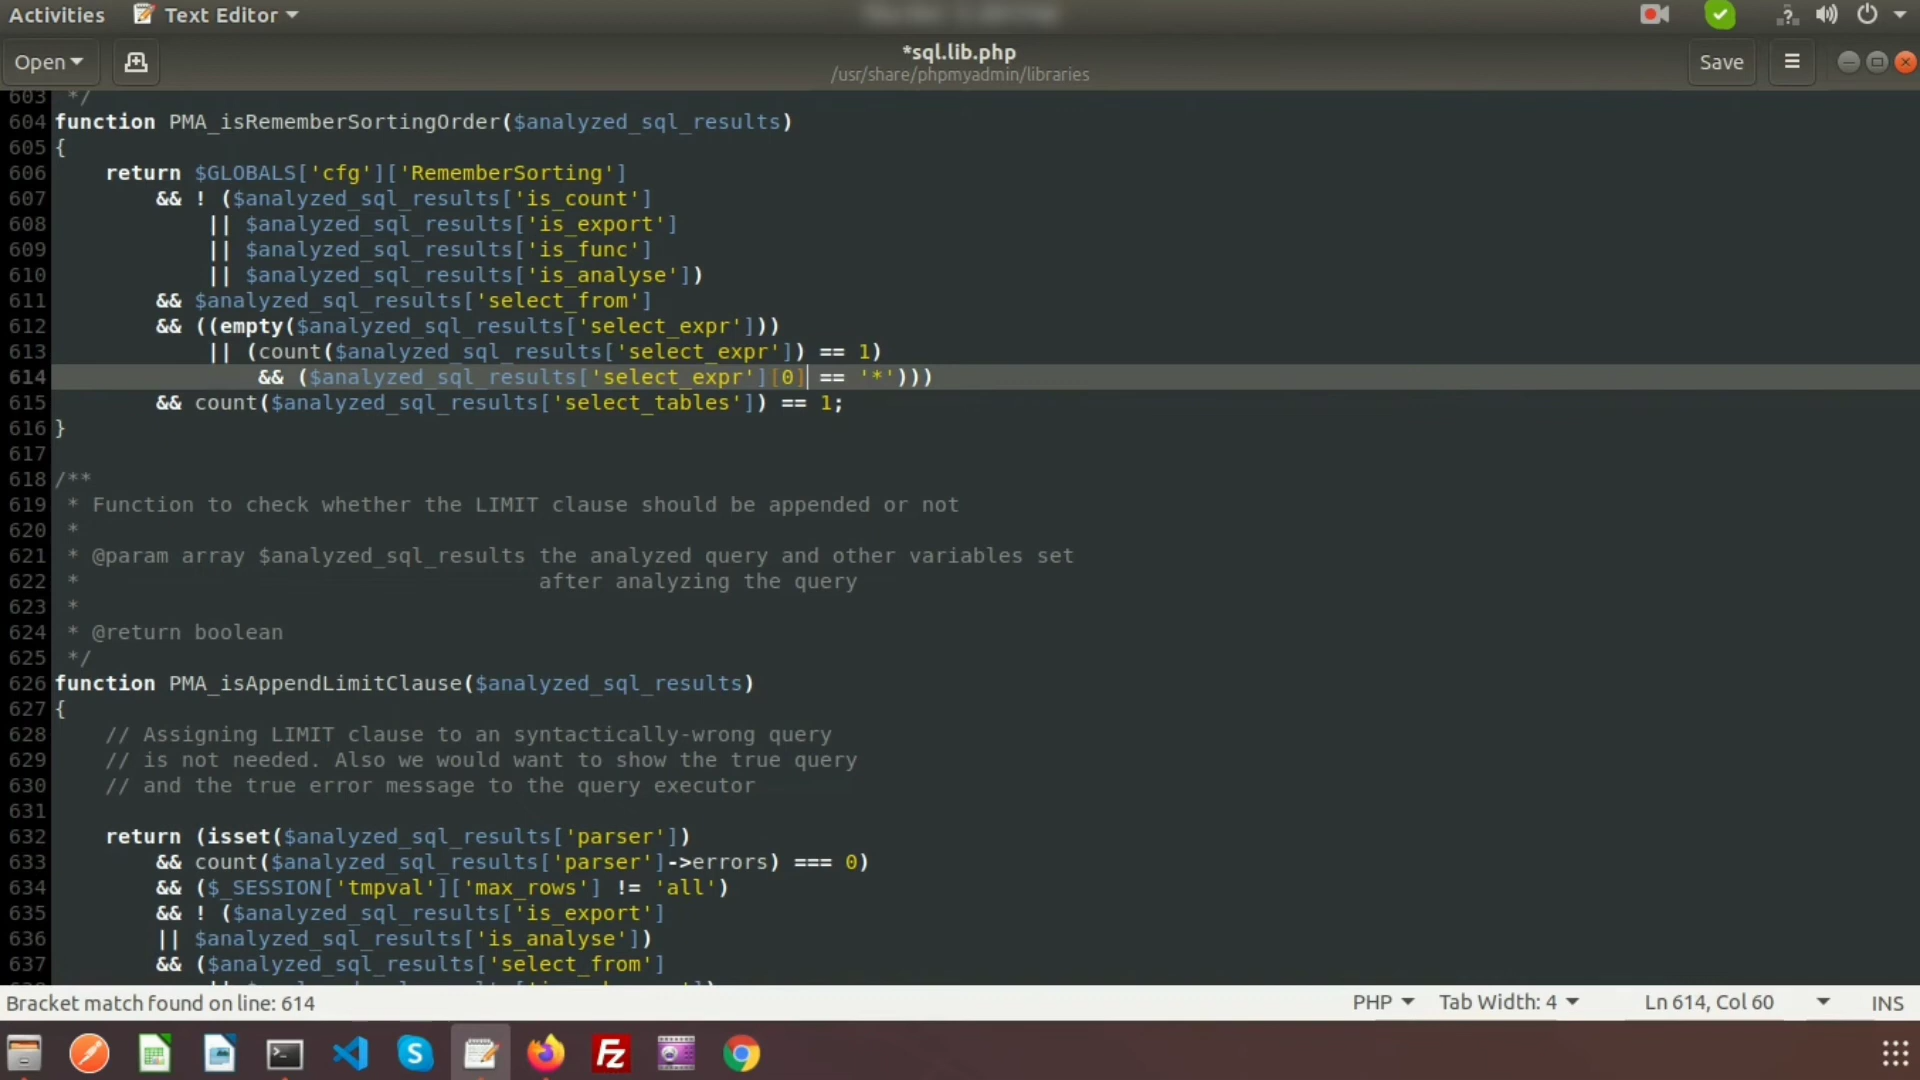 Activities Text Editor
Open *sql.lib.php Save
/usr/share/phpmyadmin/libraries
603 */
604 function PMA_isRememberSortingOrder($analyzed_sql_results)
605 {
606     return $GLOBALS['cfg']['RememberSorting']
607         && ! ($analyzed_sql_results['is_count']
608             || $analyzed_sql_results['is_export']
609             || $analyzed_sql_results['is_func']
610             || $analyzed_sql_results['is_analyse'])
611         && $analyzed_sql_results['select_from']
612         && ((empty($analyzed_sql_results['select_expr']))
613             || (count($analyzed_sql_results['select_expr']) == 1)
614                 && ($analyzed_sql_results['select_expr'][0] == '*')))
615         && count($analyzed_sql_results['select_tables']) == 1;
616 }
617
618 /**
619  * Function to check whether the LIMIT clause should be appended or not
620  *
621  * @param array $analyzed_sql_results the analyzed query and other variables set
622  *                                    after analyzing the query
623  *
624  * @return boolean
625  */
626 function PMA_isAppendLimitClause($analyzed_sql_results)
627 {
628     // Assigning LIMIT clause to an syntactically-wrong query
629     // is not needed. Also we would want to show the true query
630     // and the true error message to the query executor
631
632     return (isset($analyzed_sql_results['parser'])
633         && count($analyzed_sql_results['parser']->errors) === 0)
634         && ($_SESSION['tmpval']['max_rows'] != 'all')
635         && ! ($analyzed_sql_results['is_export']
636         || $analyzed_sql_results['is_analyse'])
637         && ($analyzed_sql_results['select_from']
Bracket match found on line: 614 PHP Tab Width: 4 Ln 614, Col 60 INS